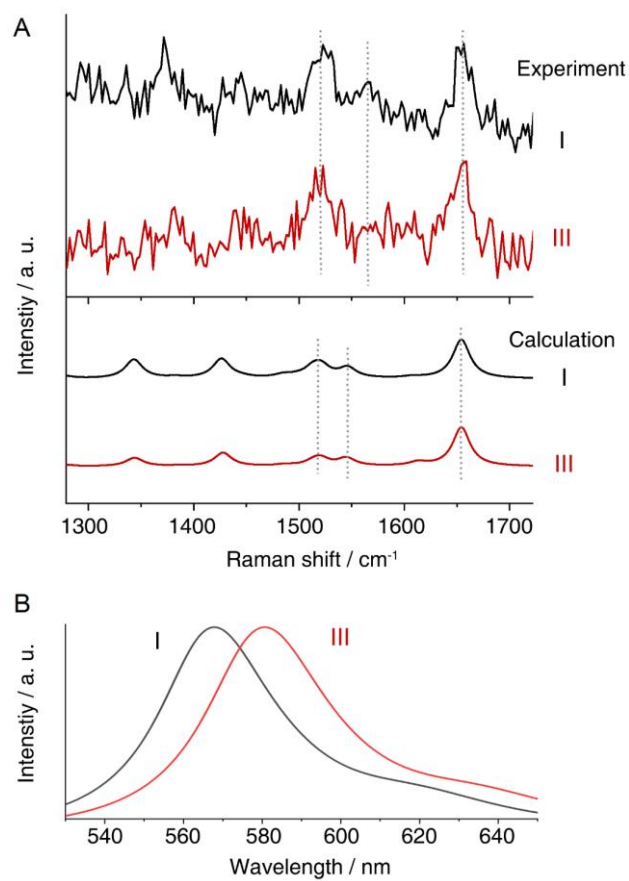 A
Experiment
I
III
Calculation
I
III
Intenstiy / a. u.
1300 1400 1500 1600 1700
Raman shift / cm⁻¹
B
I
III
Intenstiy / a. u.
540 560 580 600 620 640
Wavelength / nm